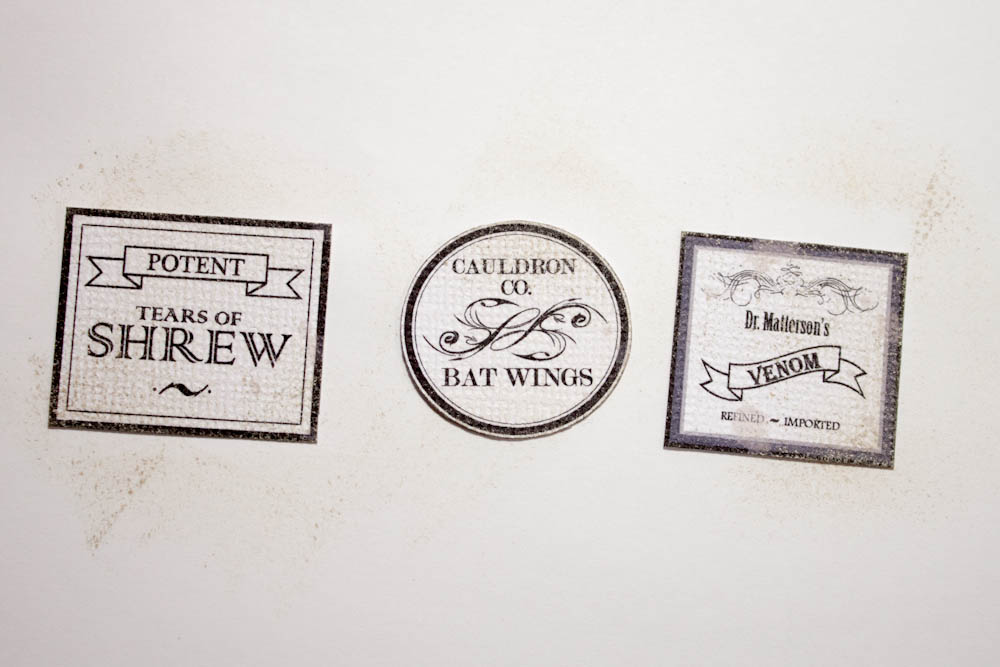 POTENT
TEARS OF
SHREW
CAULDRON
CO.
BAT WINGS
Dr. Matterson's
VENOM
REFINED ~ IMPORTED